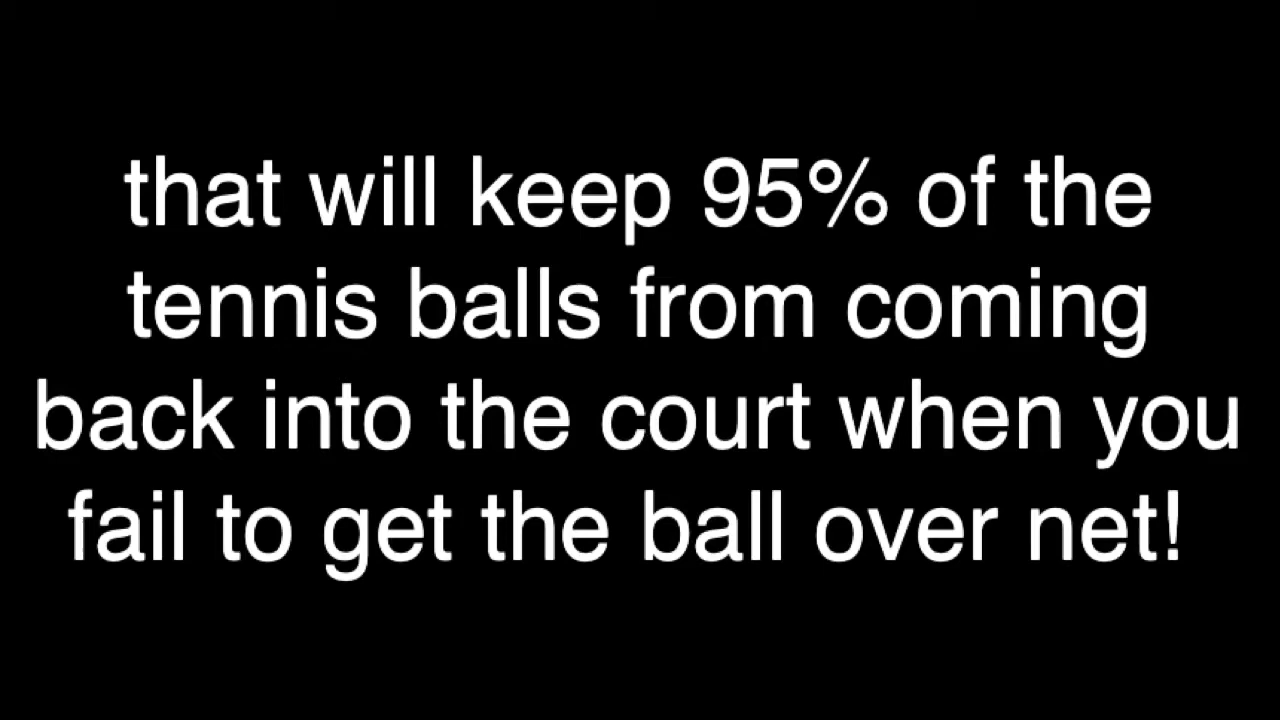 that will keep 95% of the
tennis balls from coming
back into the court when you
fail to get the ball over net!